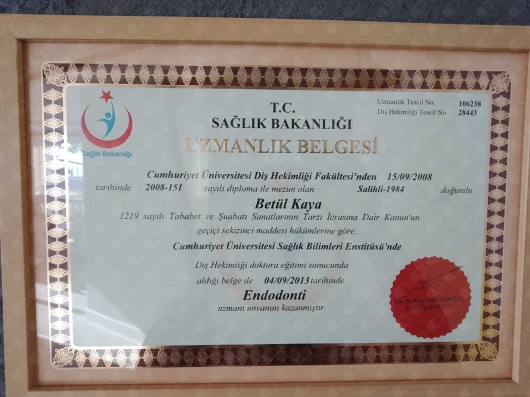 T.C.
SAĞLIK BAKANLIĞI
UZMANLIK BELGESİ
Uzmanlık Tescil No : 106238
Diş Hekimliği Tescil No : 28443
Sağlık Bakanlığı
Cumhuriyet Üniversitesi Diş Hekimliği Fakültesi'nden 15/09/2008
tarihinde 2008-151 sayılı diploma ile mezun olan Salihli-1984 doğumlu
Betül Kaya
1219 sayılı Tababet ve Şuabatı Sanatlarının Tarzı İcrasına Dair Kanun'un
geçici sekizinci maddesi hükümlerine göre,
Cumhuriyet Üniversitesi Sağlık Bilimleri Enstitüsü'nde
Diş Hekimliği doktora eğitimi sonucunda
aldığı belge ile 04/09/2013 tarihinde
Endodonti
uzmanı unvanını kazanmıştır.
SAĞLIK BAKANI